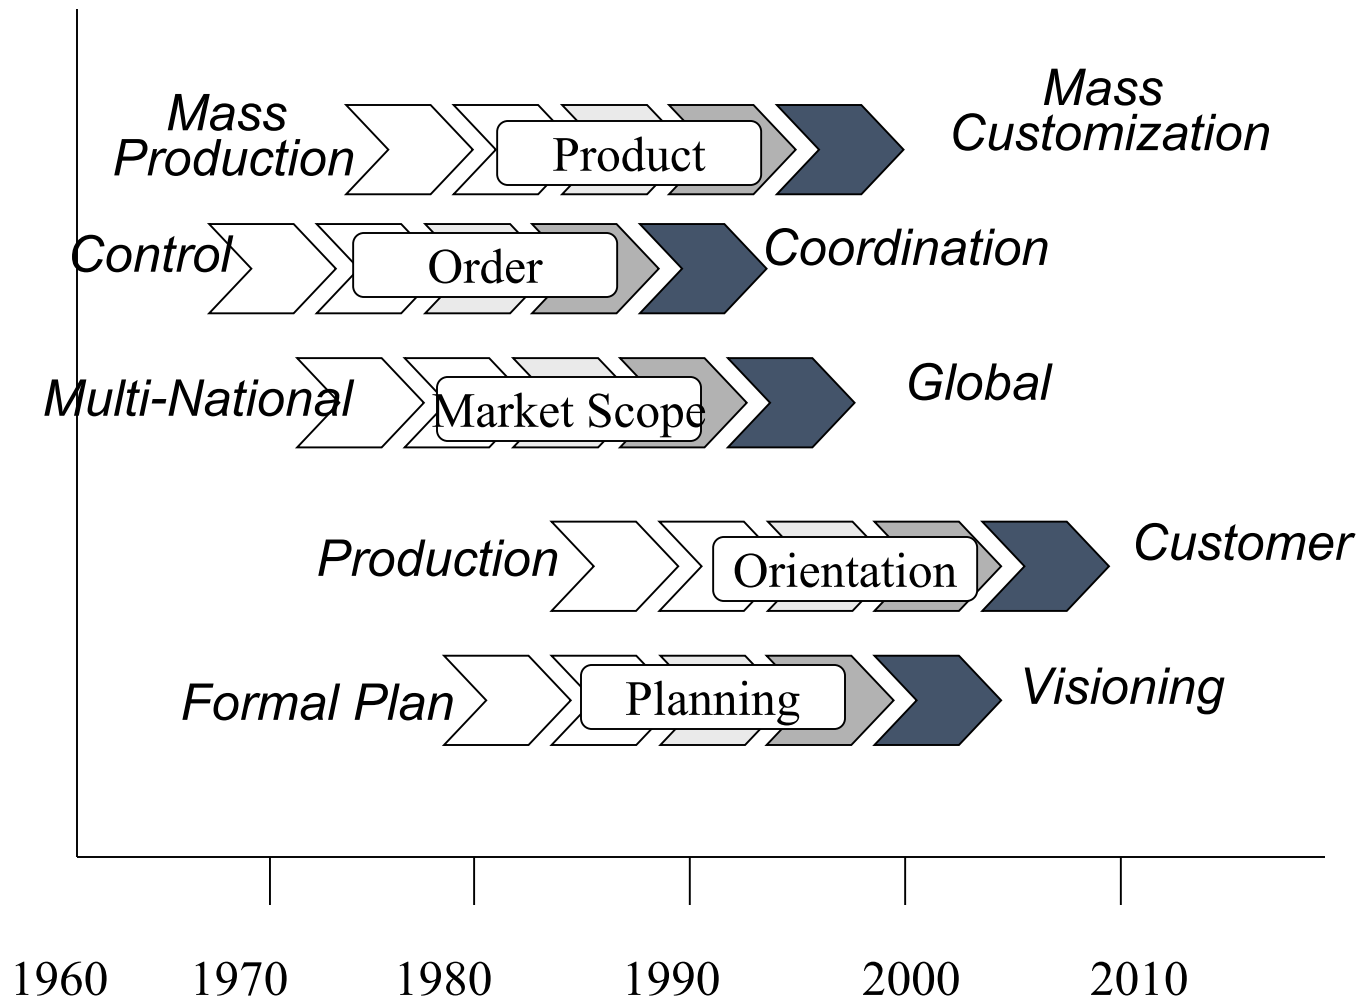 Mass
Production
Product
Mass
Customization
Control
Order
Coordination
Multi-National
Market Scope
Global
Production
Orientation
Customer
Formal Plan
Planning
Visioning
1960 1970 1980 1990 2000 2010